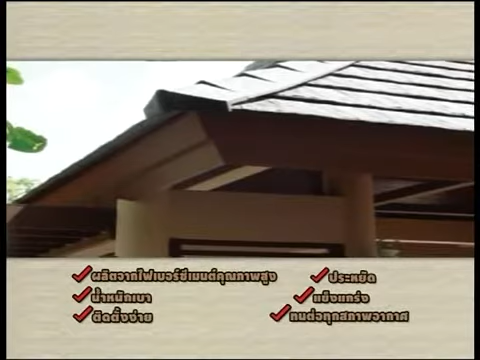 ผลิตจากไฟเบอร์ซีเมนต์คุณภาพสูง
น้ำหนักเบา
ติดตั้งง่าย
ประหยัด
แข็งแกร่ง
ทนต่อทุกสภาพอากาศ